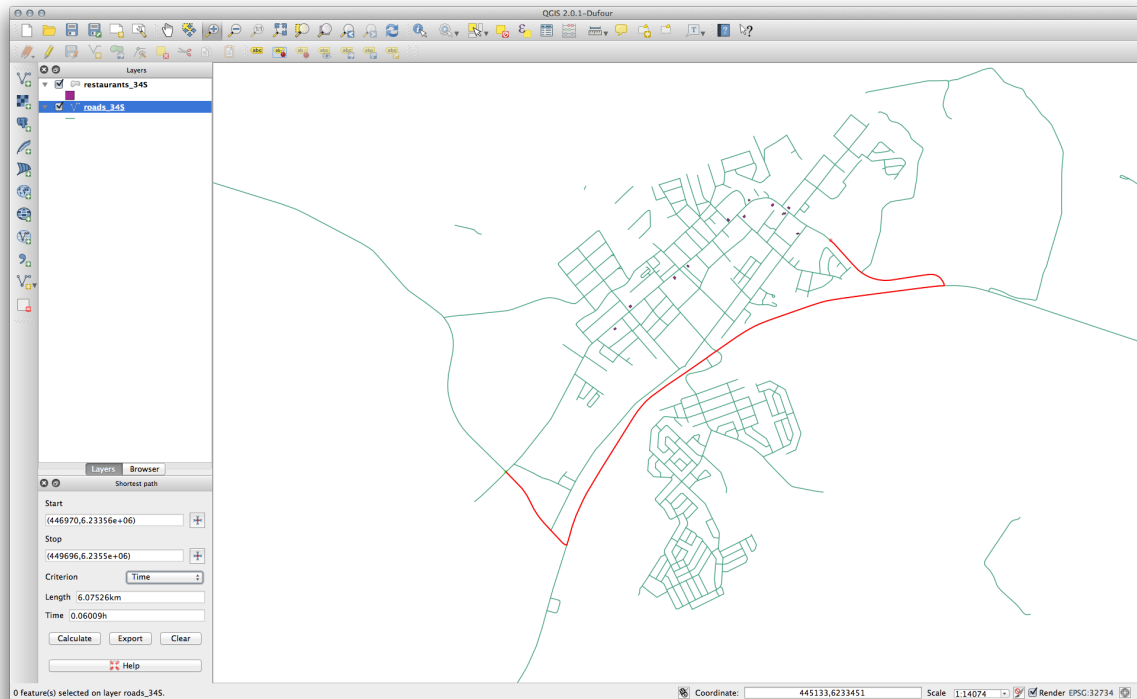 QGIS 2.0.1-Dufour
Layers
restaurants_34S
roads_34S
Layers Browser
Shortest path
Start
(446970,6.23356e+06)
Stop
(449696,6.2355e+06)
Criterion Time
Length 6.07526km
Time 0.06009h
Calculate Export Clear
Help
0 feature(s) selected on layer roads_34S.
Coordinate: 445133,6233451
Scale 1:14074
Render EPSG:32734